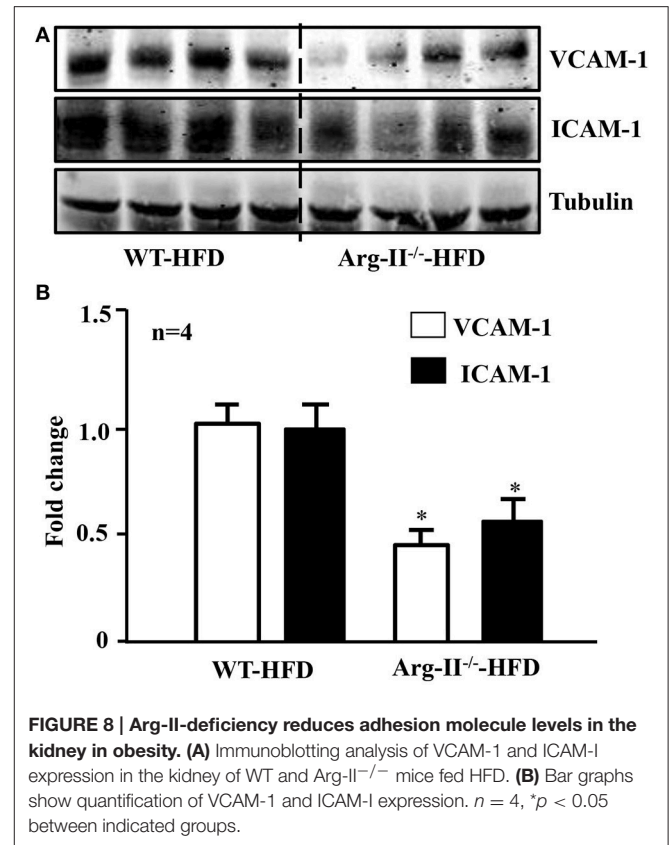 A
VCAM-1
ICAM-1
Tubulin
WT-HFD Arg-II-/--HFD
B
1.5
n=4
VCAM-1
ICAM-1
1.0
Fold change
0.5
* *
0
WT-HFD Arg-II-/--HFD
FIGURE 8 | Arg-II-deficiency reduces adhesion molecule levels in the
kidney in obesity. (A) Immunoblotting analysis of VCAM-1 and ICAM-I
expression in the kidney of WT and Arg-II−/− mice fed HFD. (B) Bar graphs
show quantification of VCAM-1 and ICAM-I expression. n = 4, *p < 0.05
between indicated groups.